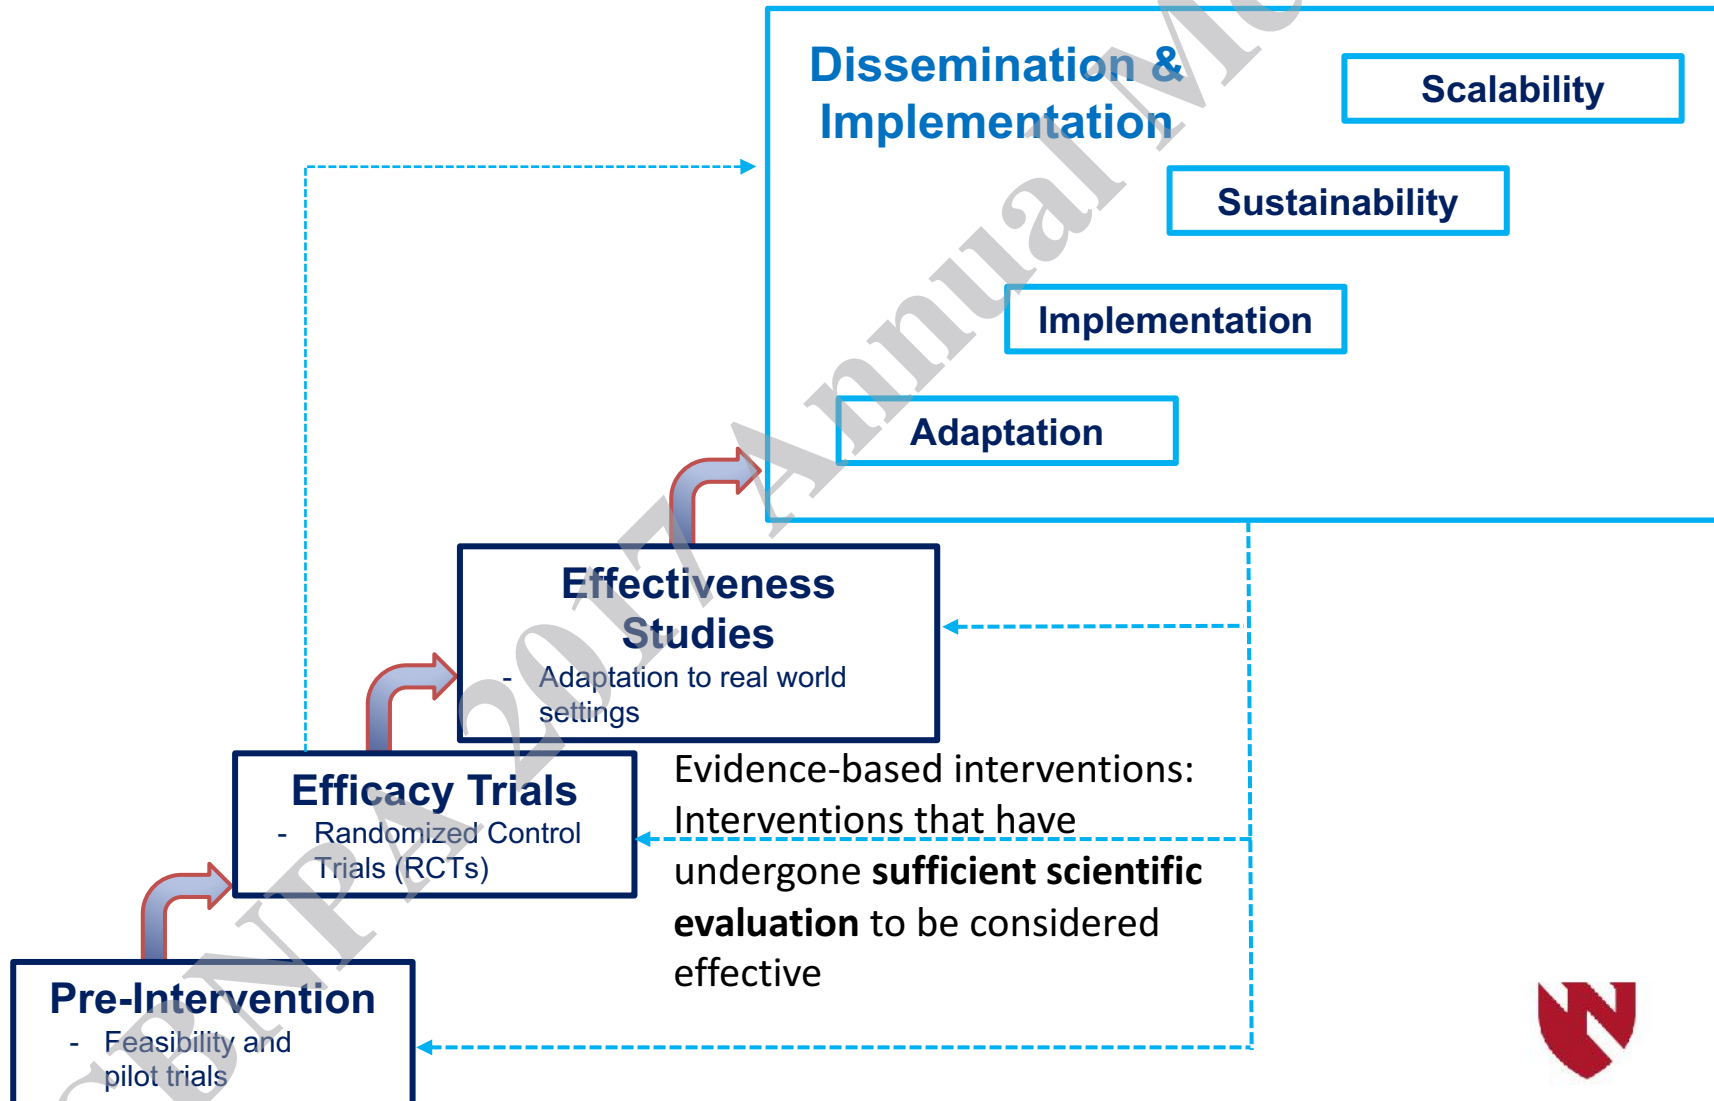 Dissemination &
Implementation
Scalability
Sustainability
Implementation
Adaptation
Effectiveness
Studies
- Adaptation to real world
settings
Efficacy Trials
- Randomized Control
Trials (RCTs)
Evidence-based interventions:
Interventions that have
undergone sufficient scientific
evaluation to be considered
effective
Pre-Intervention
- Feasibility and
pilot trials
BNPA 2017 Annual M